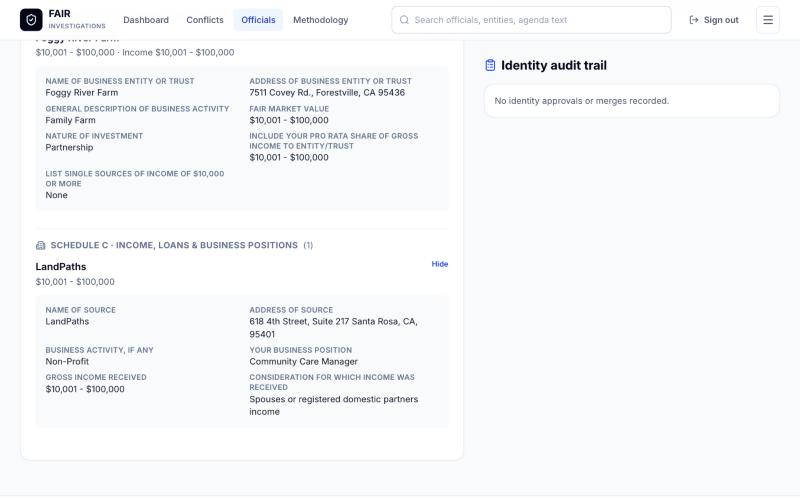 FAIR
INVESTIGATIONS
Dashboard
Conflicts
Officials
Methodology
Search officials, entities, agenda text
Sign out
$10,001 - $100,000 · Income $10,001 - $100,000
NAME OF BUSINESS ENTITY OR TRUST
Foggy River Farm
ADDRESS OF BUSINESS ENTITY OR TRUST
7511 Covey Rd., Forestville, CA 95436
GENERAL DESCRIPTION OF BUSINESS ACTIVITY
Family Farm
FAIR MARKET VALUE
$10,001 - $100,000
NATURE OF INVESTMENT
Partnership
INCLUDE YOUR PRO RATA SHARE OF GROSS
INCOME TO ENTITY/TRUST
$10,001 - $100,000
LIST SINGLE SOURCES OF INCOME OF $10,000
OR MORE
None
SCHEDULE C · INCOME, LOANS & BUSINESS POSITIONS (1)
LandPaths
Hide
$10,001 - $100,000
NAME OF SOURCE
LandPaths
ADDRESS OF SOURCE
618 4th Street, Suite 217 Santa Rosa, CA,
95401
BUSINESS ACTIVITY, IF ANY
Non-Profit
YOUR BUSINESS POSITION
Community Care Manager
GROSS INCOME RECEIVED
$10,001 - $100,000
CONSIDERATION FOR WHICH INCOME WAS
RECEIVED
Spouses or registered domestic partners
income
Identity audit trail
No identity approvals or merges recorded.